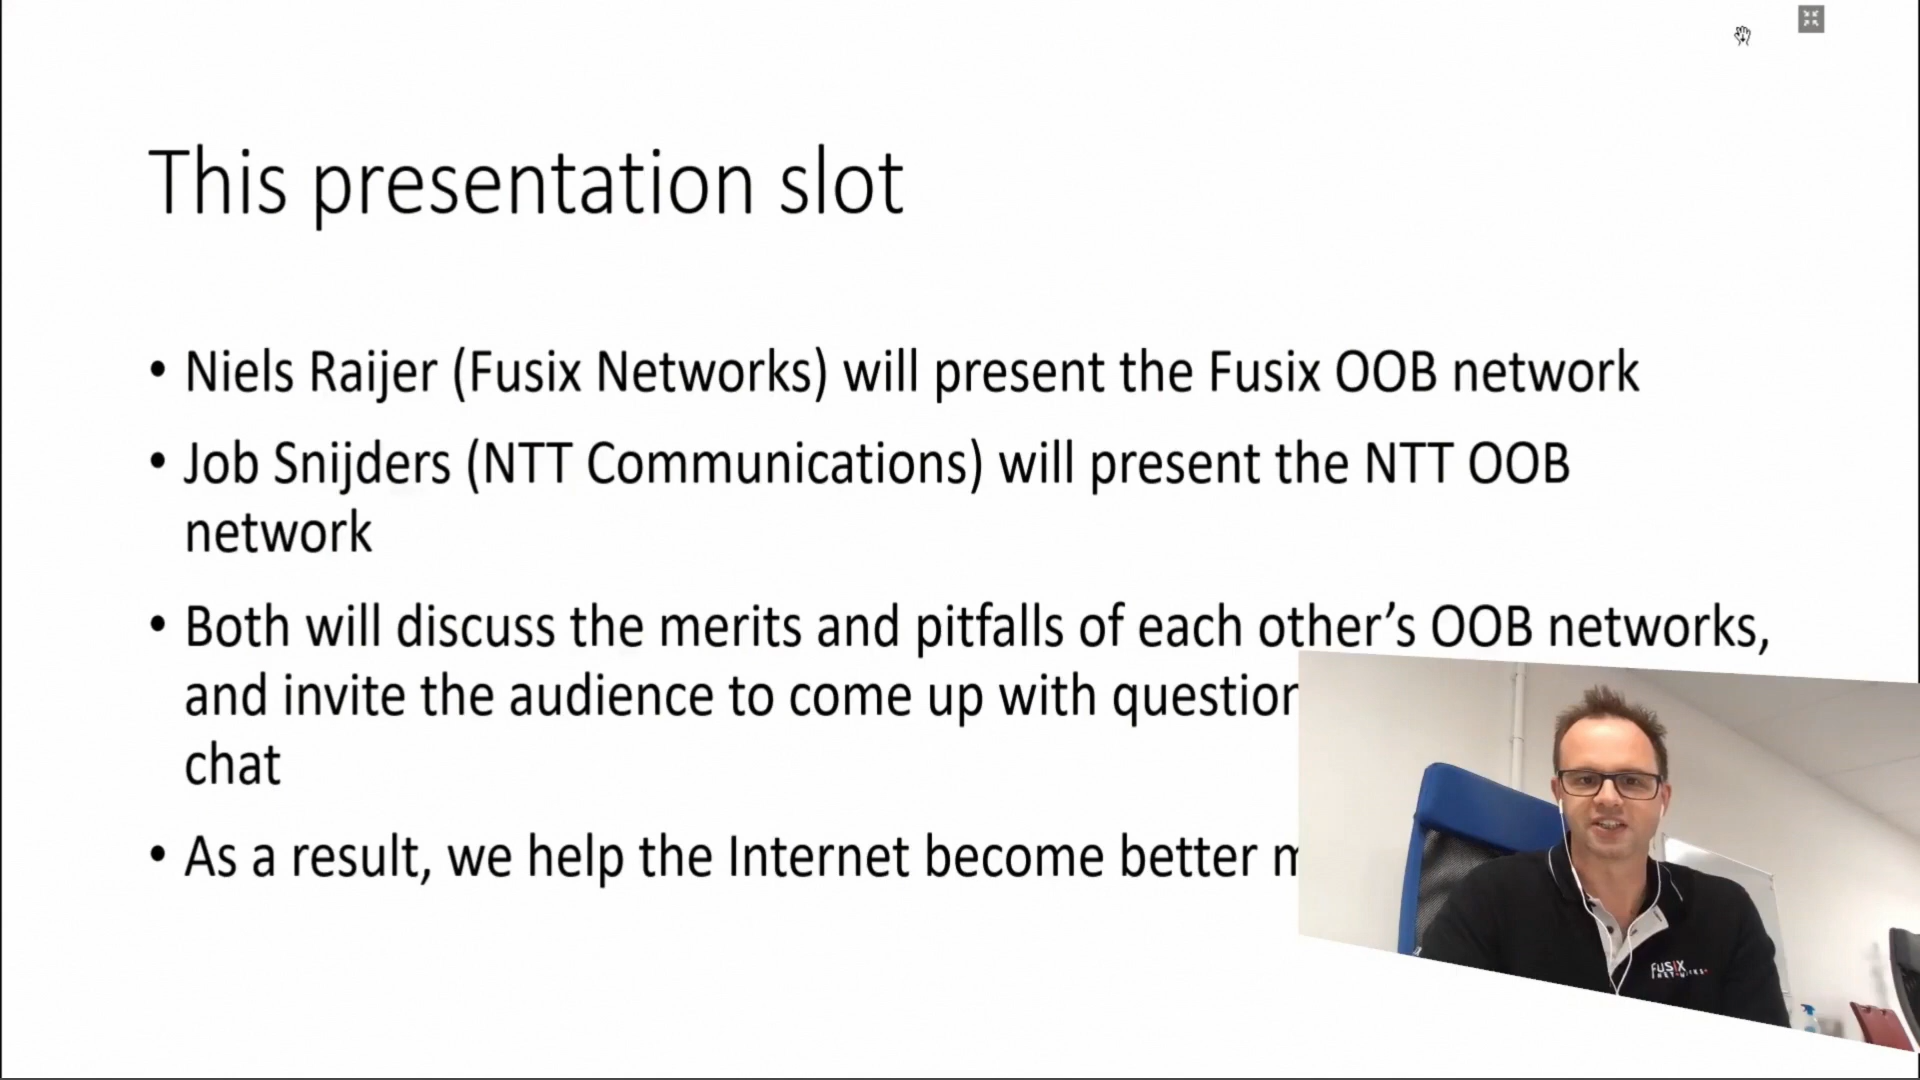 This presentation slot
• Niels Raijer (Fusix Networks) will present the Fusix OOB network
• Job Snijders (NTT Communications) will present the NTT OOB
network
• Both will discuss the merits and pitfalls of each other’s OOB networks,
and invite the audience to come up with
chat
• As a result, we help the Internet become better
FUSIX
NETWORKS